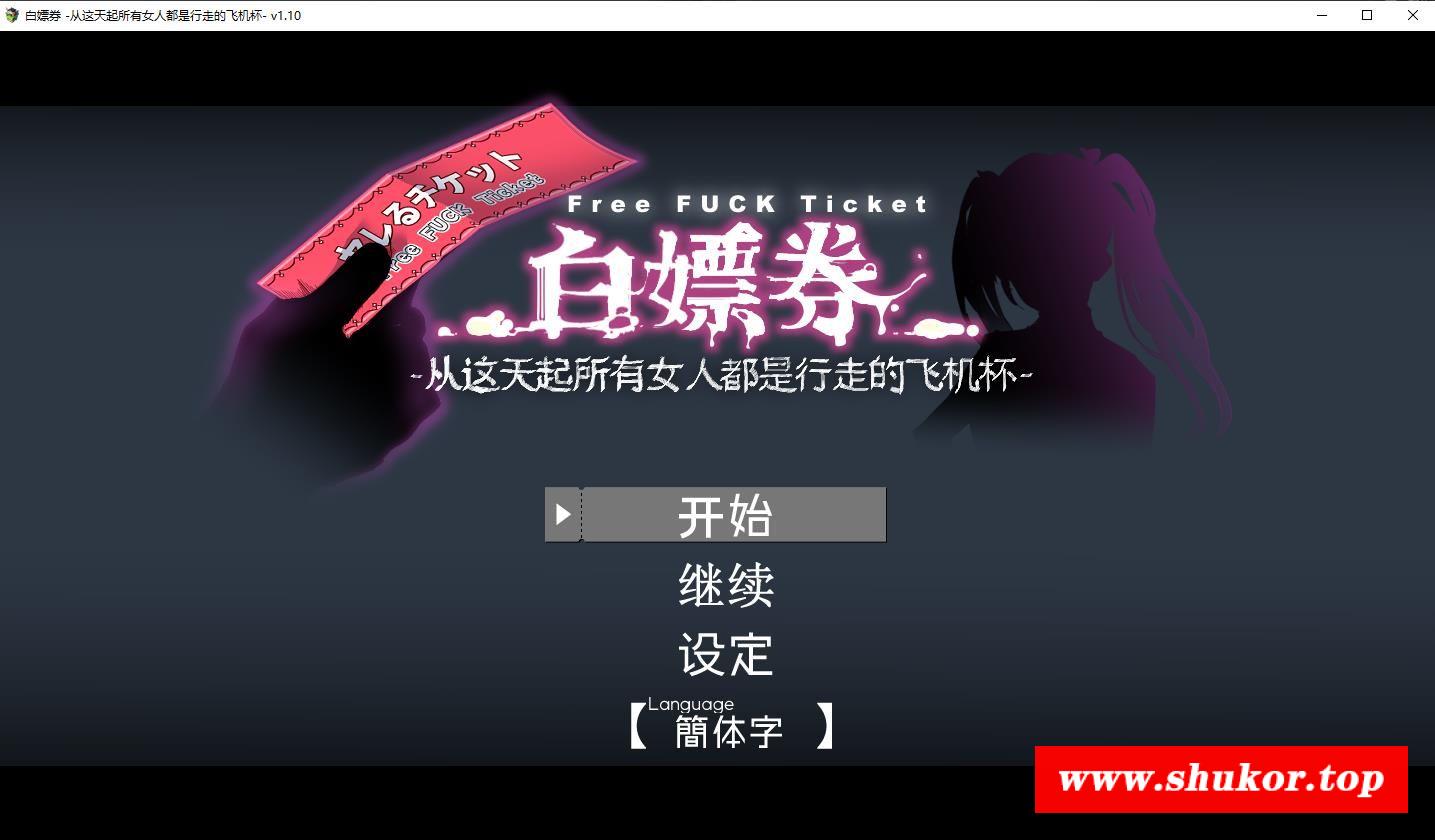 白嫖券 -从这天起所有女人都是行走的飞机杯- v1.10
ヤレるチケット
Free FUCK Ticket
Free FUCK Ticket
白嫖券
-从这天起所有女人都是行走的飞机杯-
开始
继续
设定
Language
【簡体字】
www.shukor.top